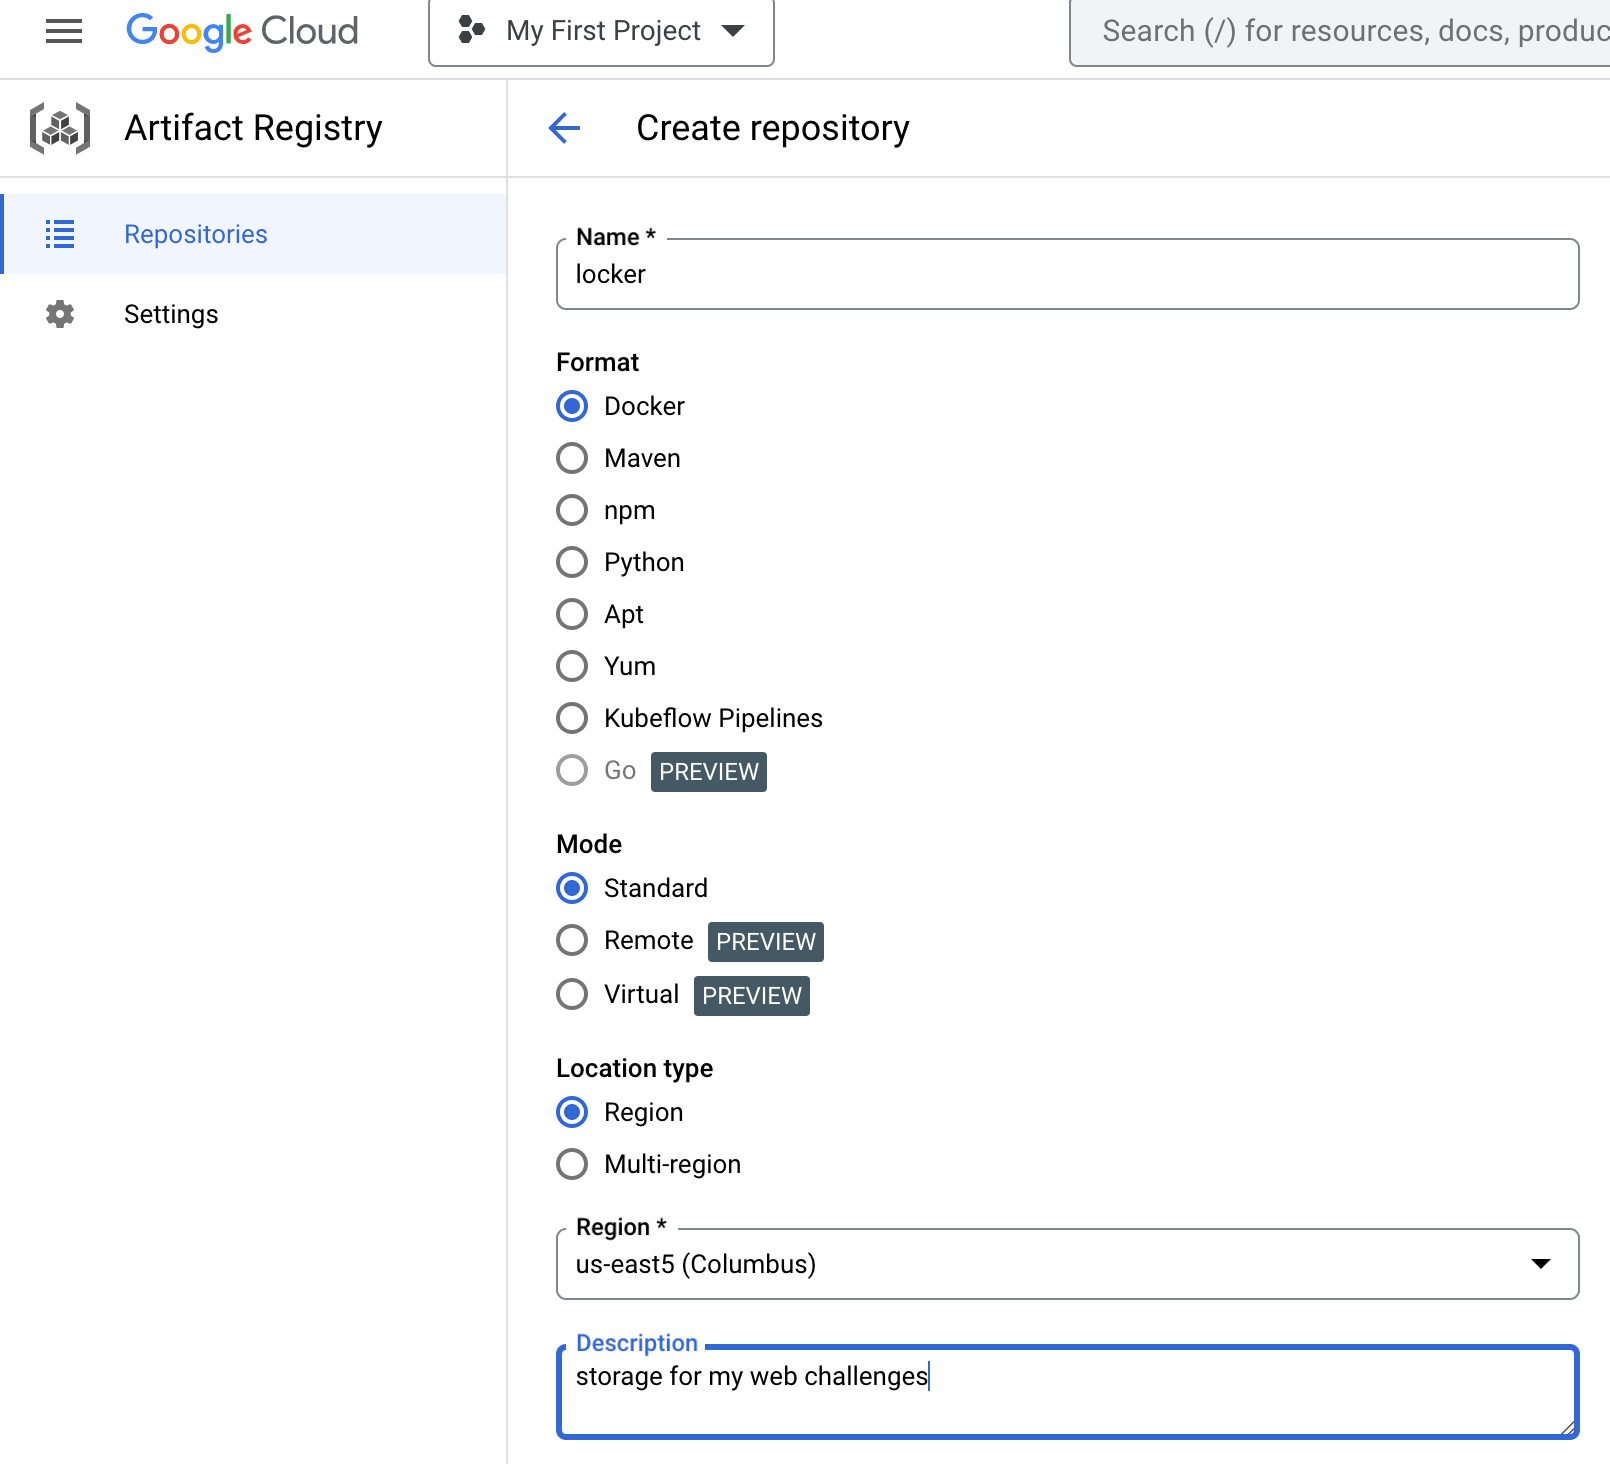 Google Cloud
My First Project
Search (/) for resources, docs, produc
Artifact Registry
Create repository
Repositories
Settings
Name *
locker
Format
Docker
Maven
npm
Python
Apt
Yum
Kubeflow Pipelines
Go PREVIEW
Mode
Standard
Remote PREVIEW
Virtual PREVIEW
Location type
Region
Multi-region
Region *
us-east5 (Columbus)
Description
storage for my web challenges